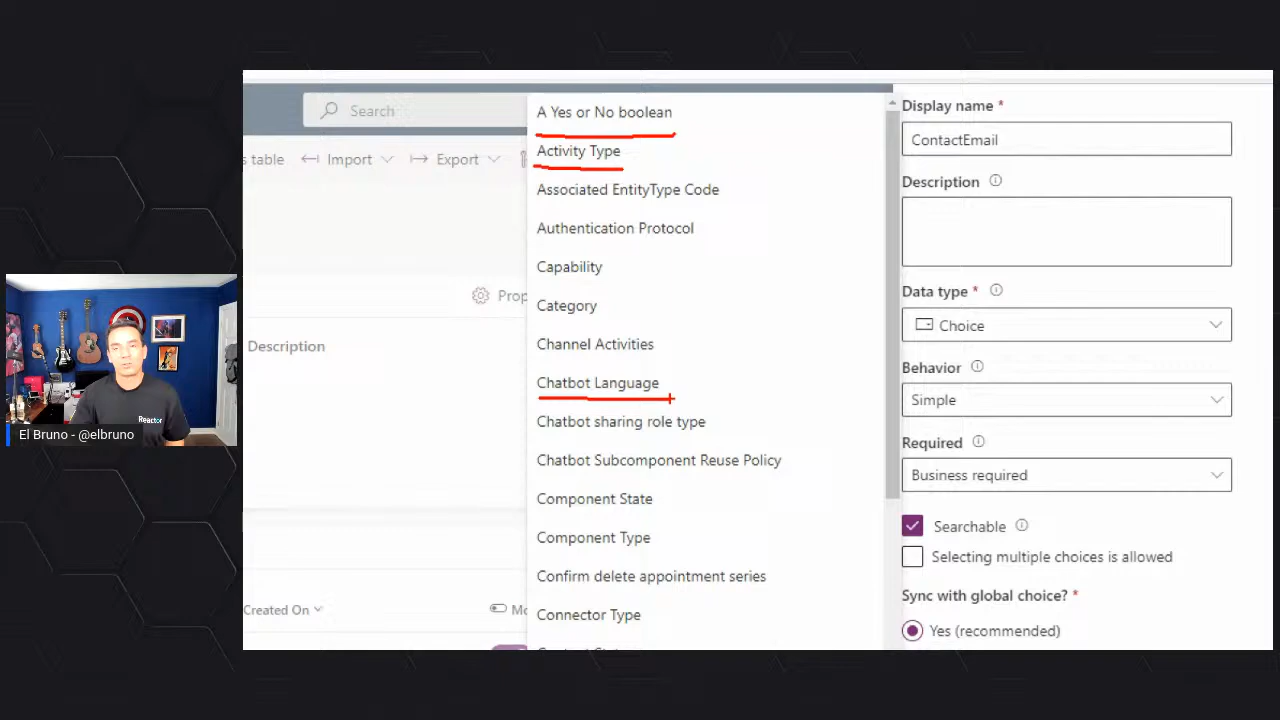 Search
s table
Import
Export
Prop
Description
Created On
Mo
A Yes or No boolean
Activity Type
Associated EntityType Code
Authentication Protocol
Capability
Category
Channel Activities
Chatbot Language
Chatbot sharing role type
Chatbot Subcomponent Reuse Policy
Component State
Component Type
Confirm delete appointment series
Connector Type
Display name *
ContactEmail
Description
Data type *
Choice
Behavior
Simple
Required
Business required
Searchable
Selecting multiple choices is allowed
Sync with global choice? *
Yes (recommended)
Reactor
El Bruno - @elbruno